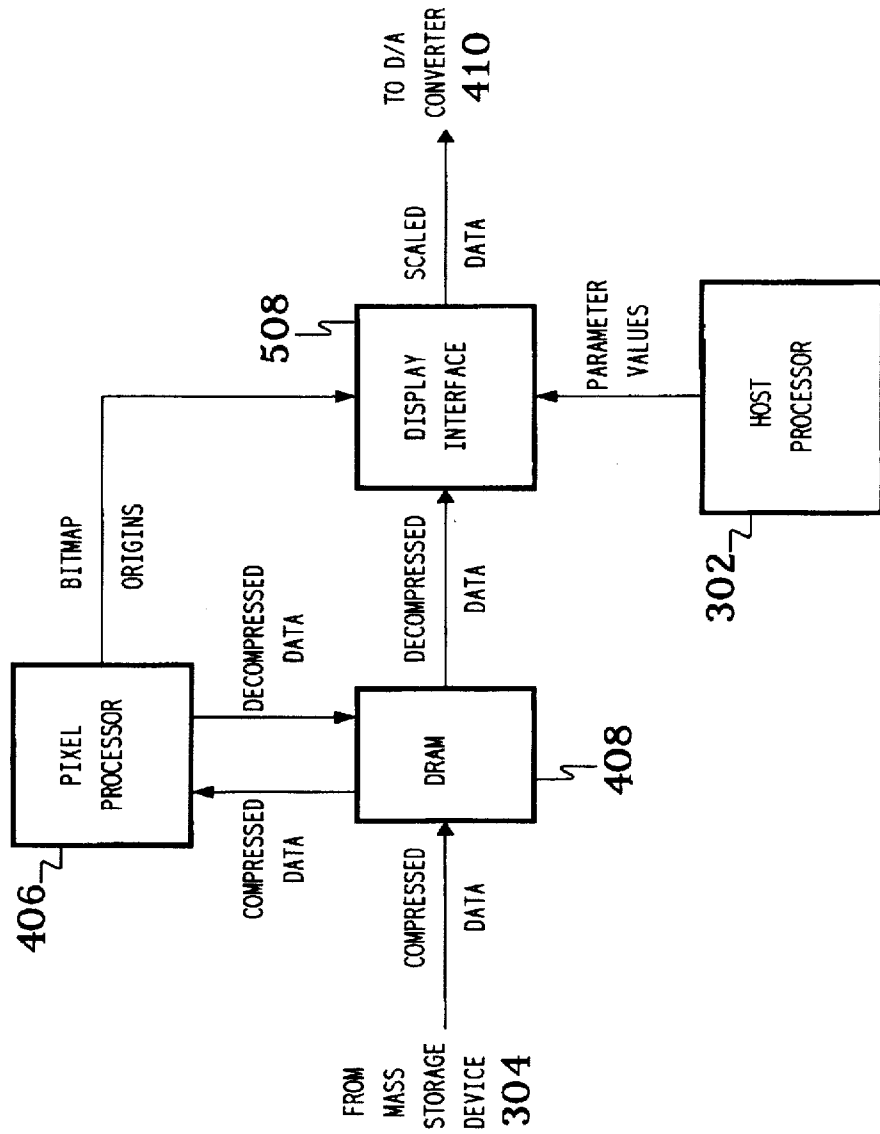 406
PIXEL
PROCESSOR
BITMAP
ORIGINS
COMPRESSED
DATA
DECOMPRESSED
DATA
508
FROM
MASS
STORAGE
DEVICE
304
COMPRESSED
DATA
DRAM
408
DECOMPRESSED
DATA
DISPLAY
INTERFACE
SCALED
DATA
TO D/A
CONVERTER
410
PARAMETER
VALUES
302
HOST
PROCESSOR